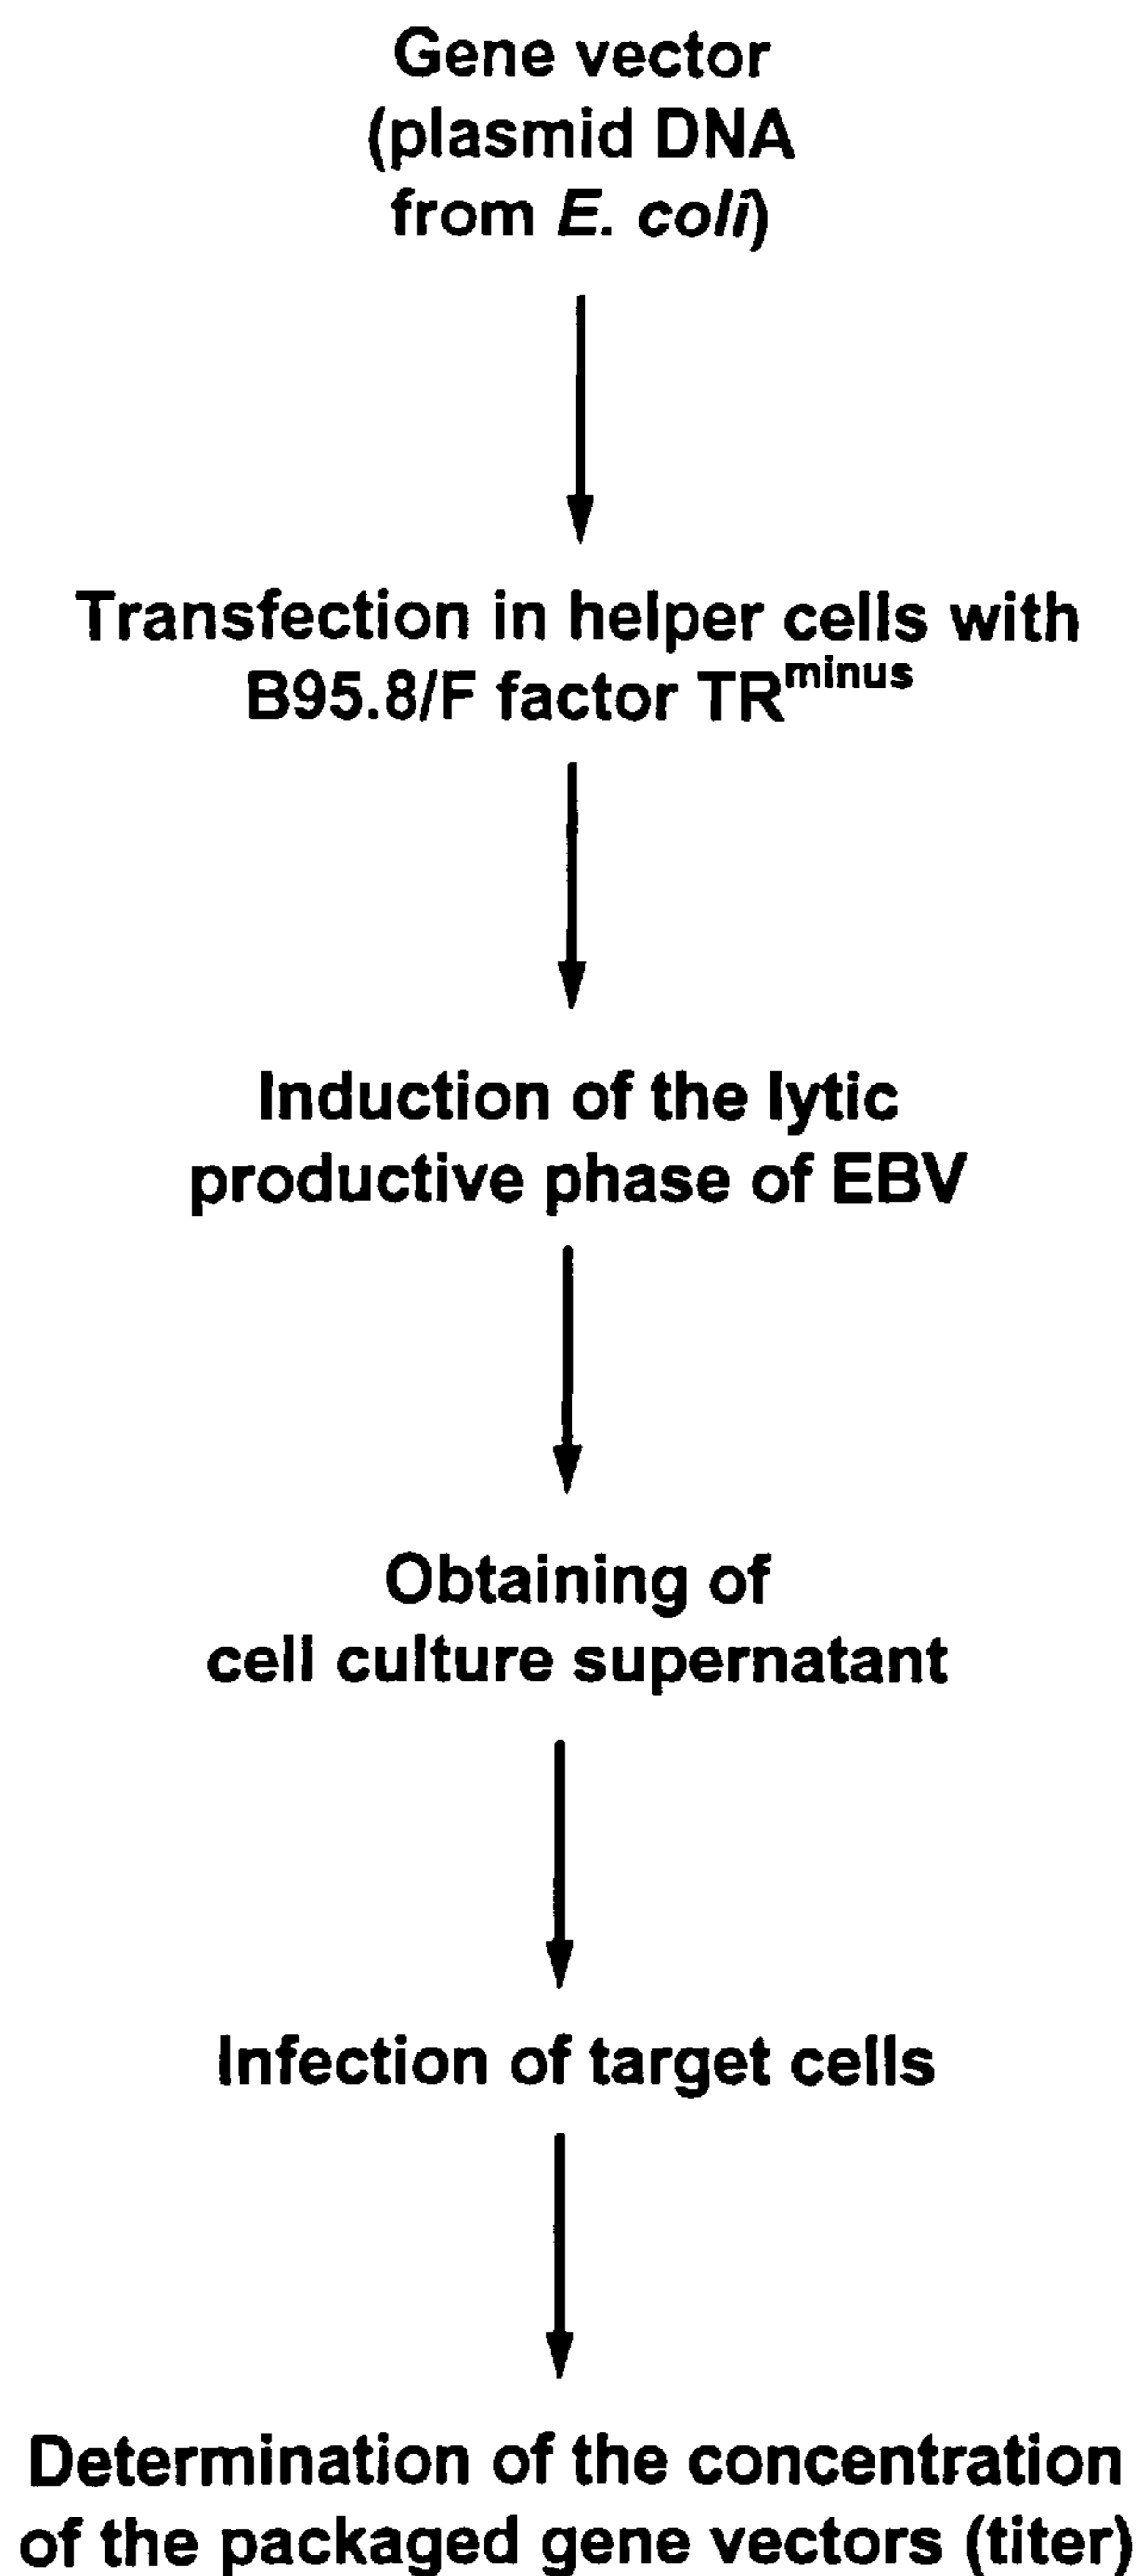 Gene vector
(plasmid DNA
from E. coli)
Transfection in helper cells with
B95.8/F factor TRminus
Induction of the lytic
productive phase of EBV
Obtaining of
cell culture supernatant
Infection of target cells
Determination of the concentration
of the packaged gene vectors (titer)